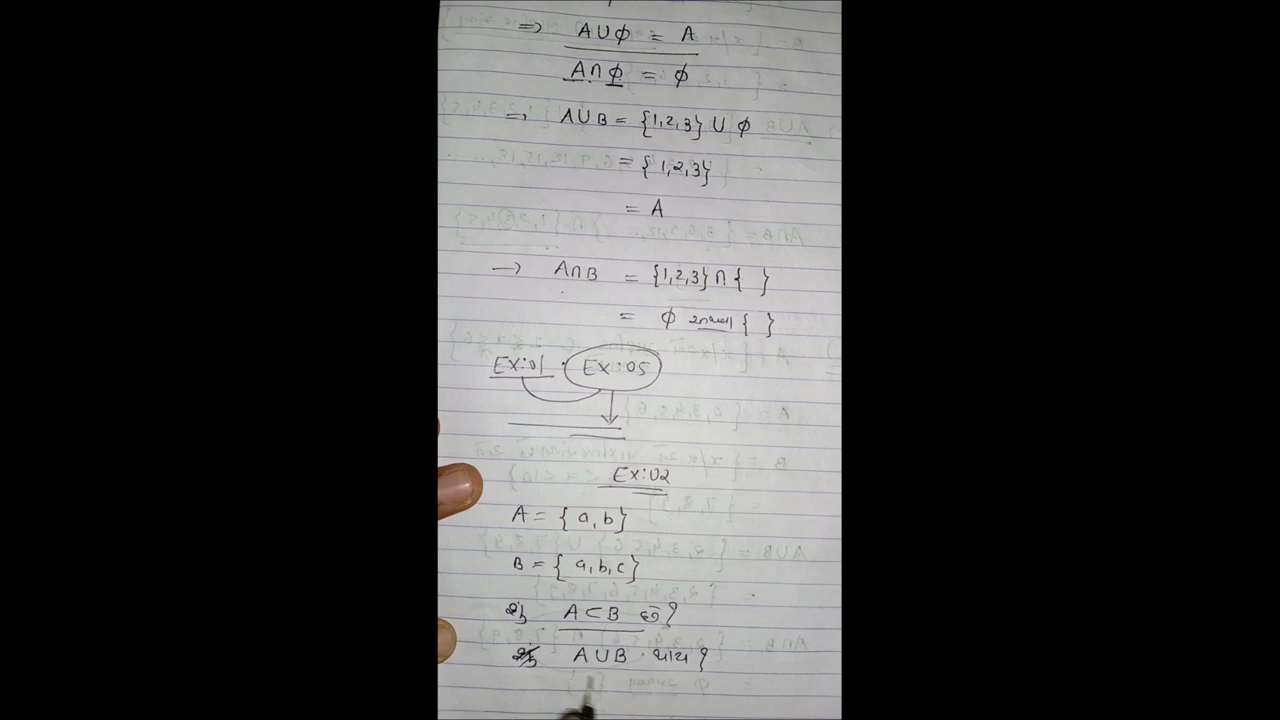 ⇒ A∪ϕ = A
A∩ϕ = ϕ
⇒ A∪B = {1,2,3} ∪ ϕ
= {1,2,3}
= A
→ A∩B = {1,2,3} ∩ { }
= ϕ અથવા { }
Ex:01 . Ex:05
Ex:02
A = { a, b }
B = { a, b, c }
શું A⊂B છે?
A∪B થાય?